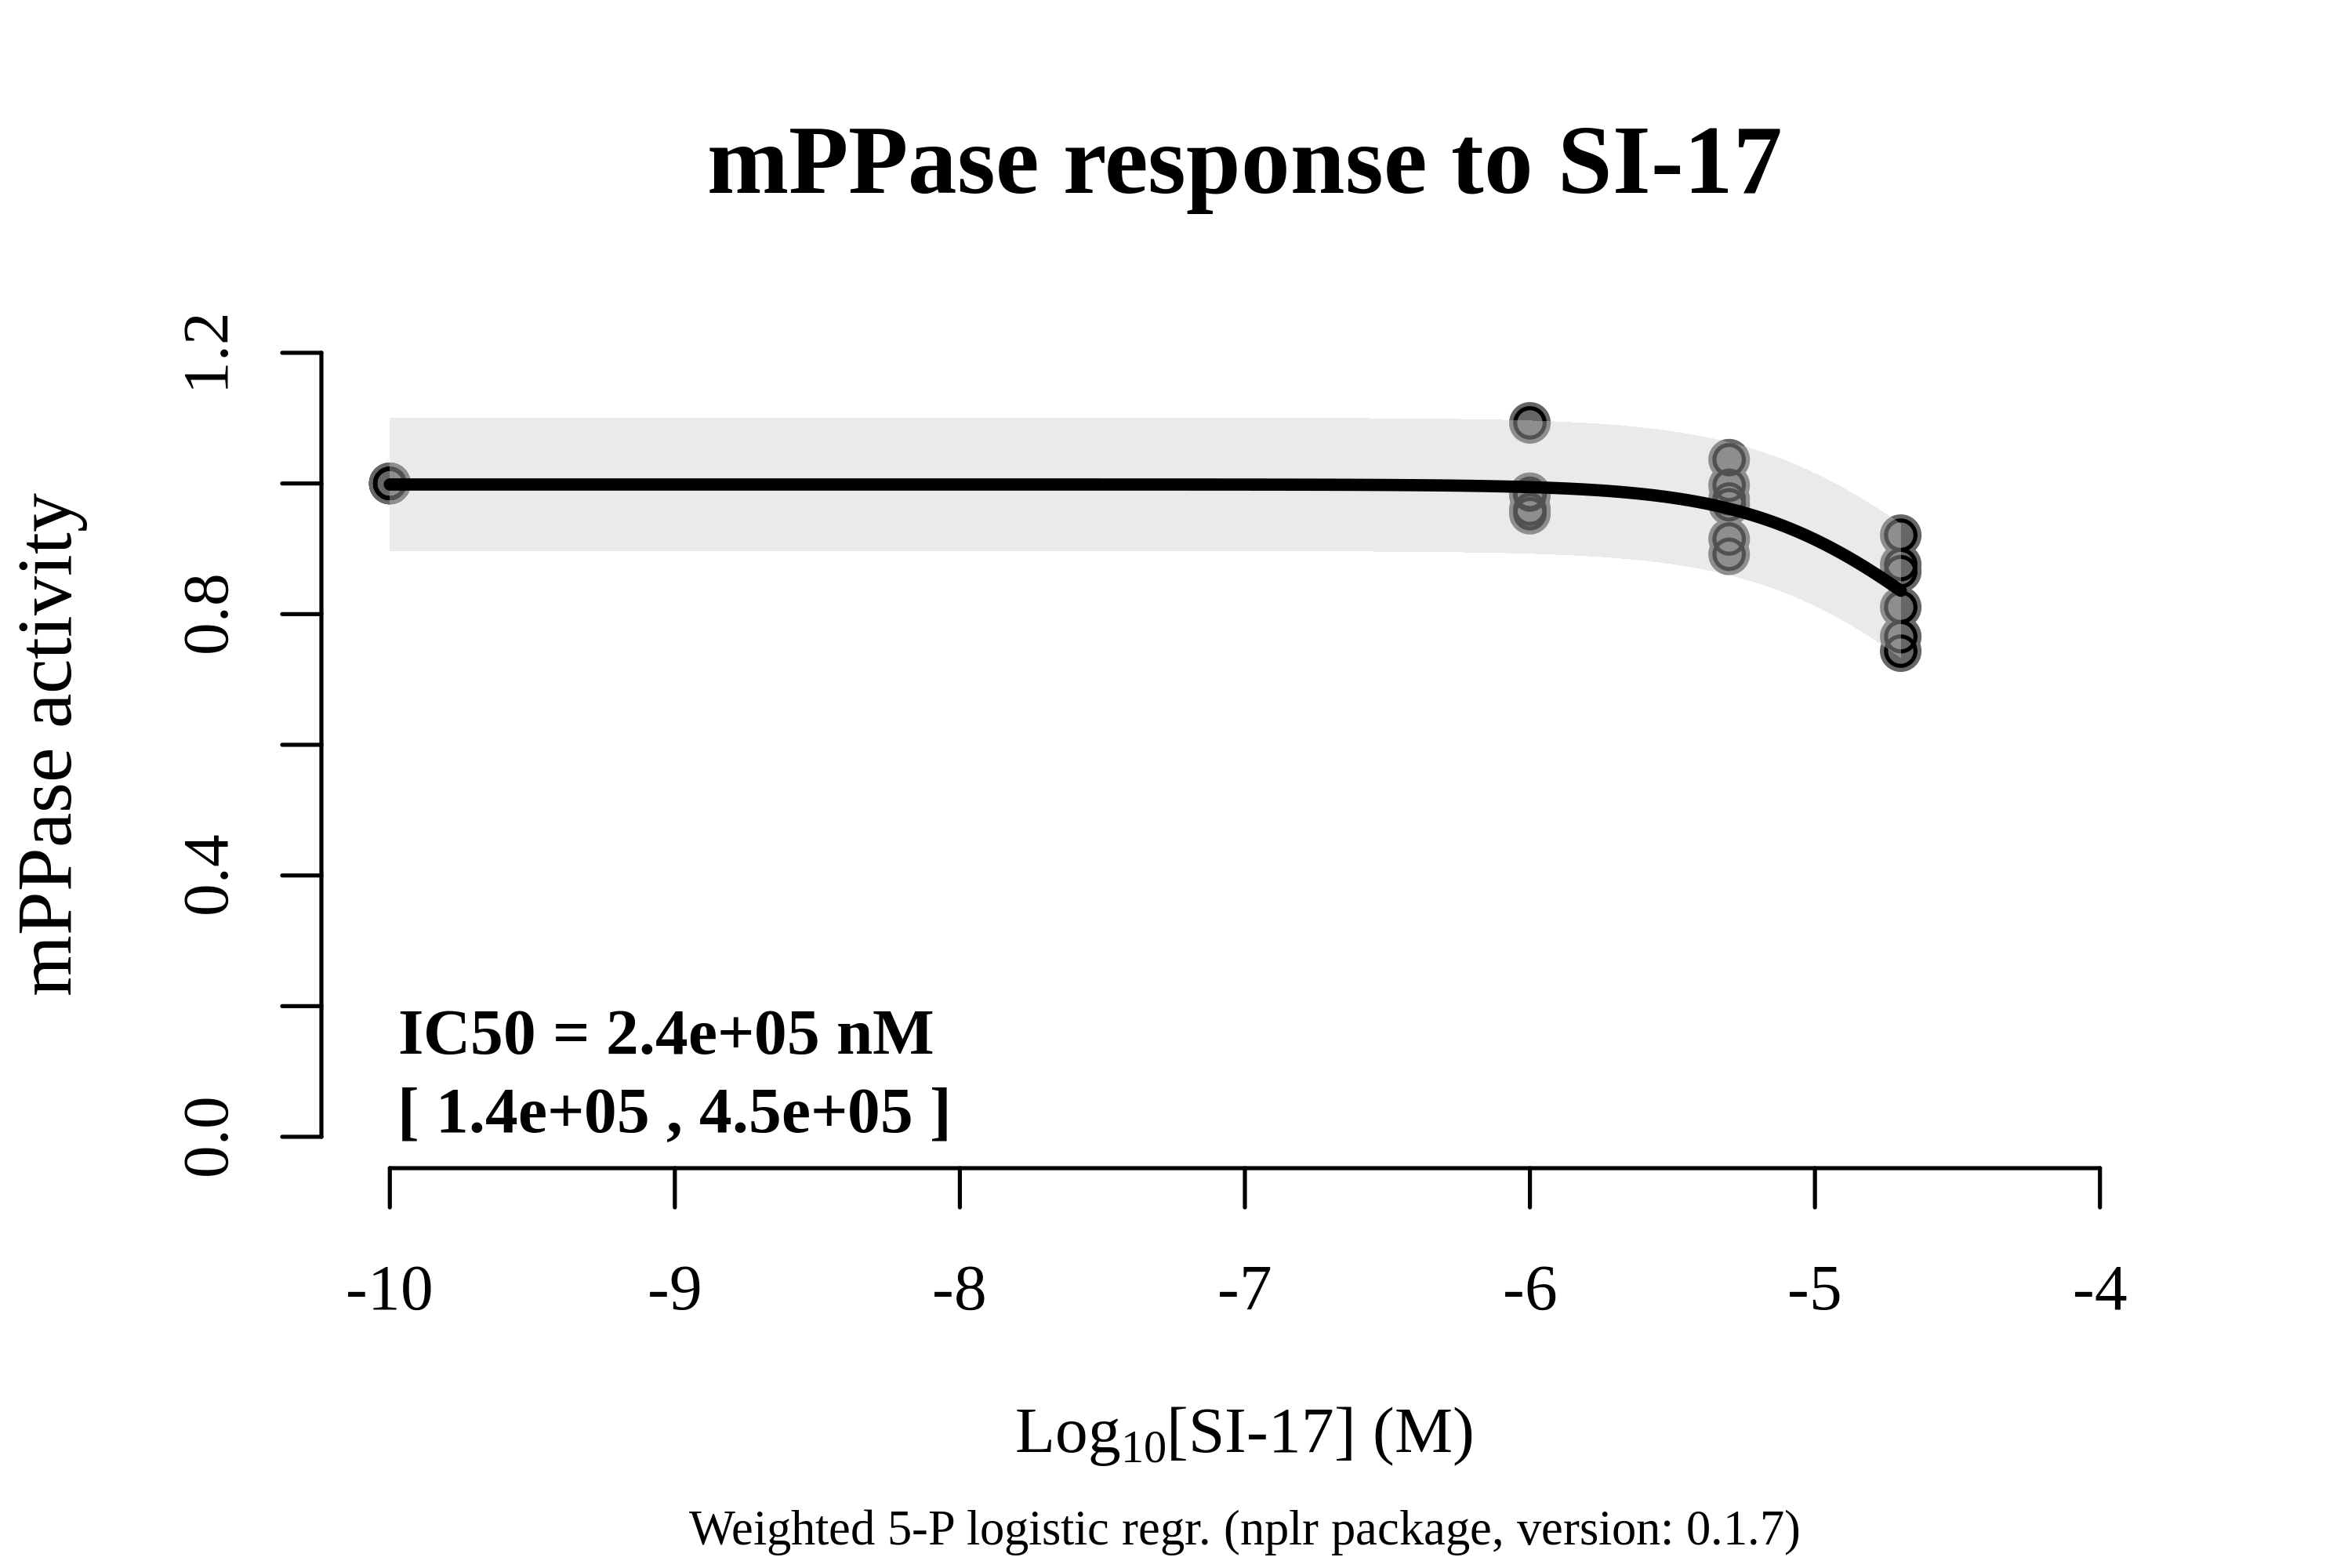 mPPase response to SI-17
mPPase activity
1.2
0.8
0.4
0.0
IC50 = 2.4e+05 nM
[ 1.4e+05 , 4.5e+05 ]
-10 -9 -8 -7 -6 -5 -4
Log10[SI-17] (M)
Weighted 5-P logistic regr. (nplr package, version: 0.1.7)